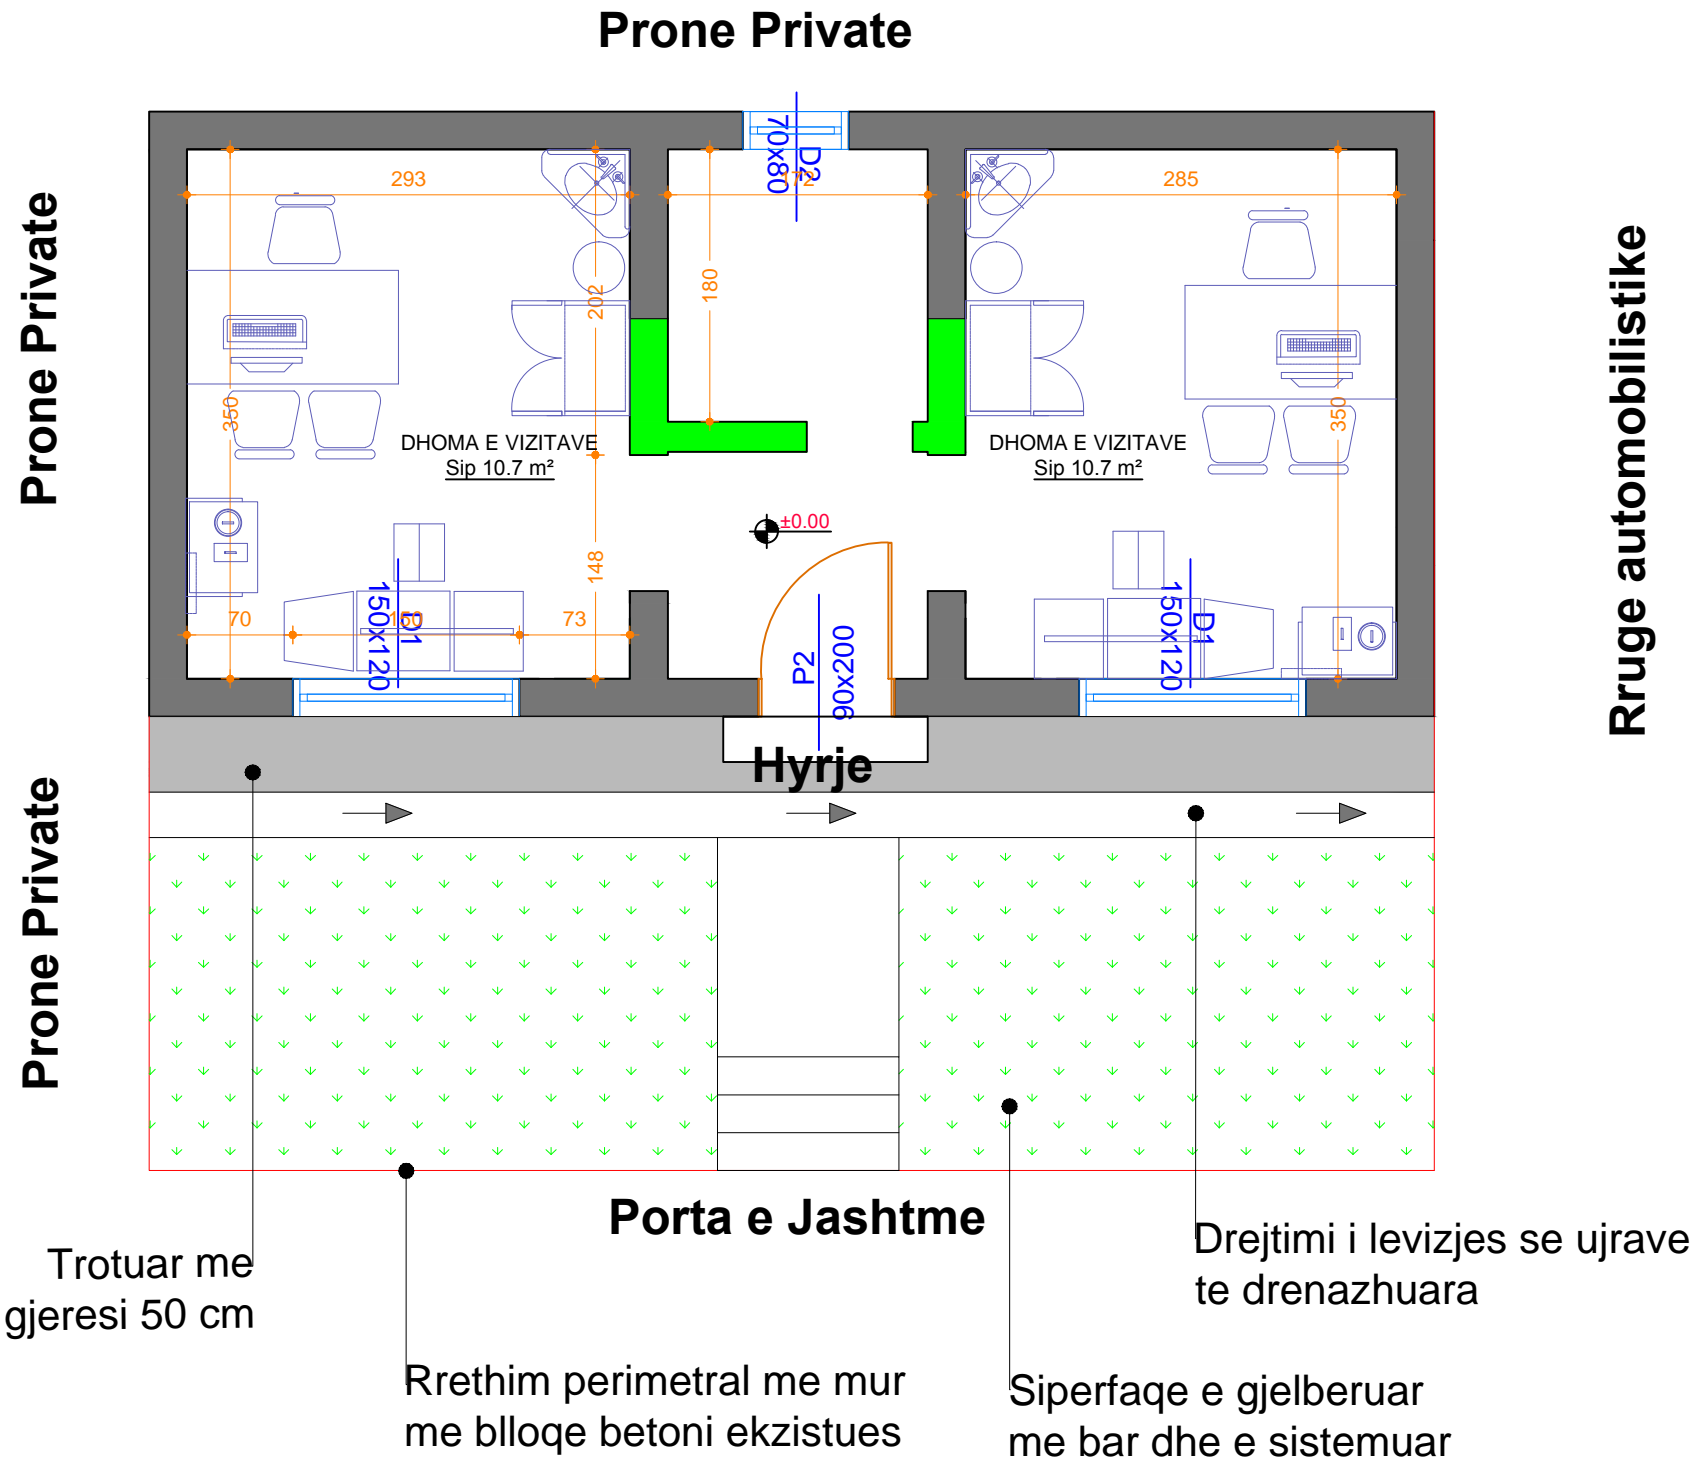 Prone Private
Prone Private
Prone Private
Rruge automobilistike
D2
70x80
293
172
285
202
180
350
350
DHOMA E VIZITAVE
Sip 10.7 m²
DHOMA E VIZITAVE
Sip 10.7 m²
±0.00
148
70
150
73
D1
150x120
D1
150x120
P2
90x200
Hyrje
Porta e Jashtme
Trotuar me
gjeresi 50 cm
Drejtimi i levizjes se ujrave
te drenazhuara
Rrethim perimetral me mur
me blloqe betoni ekzistues
Siperfaqe e gjelberuar
me bar dhe e sistemuar